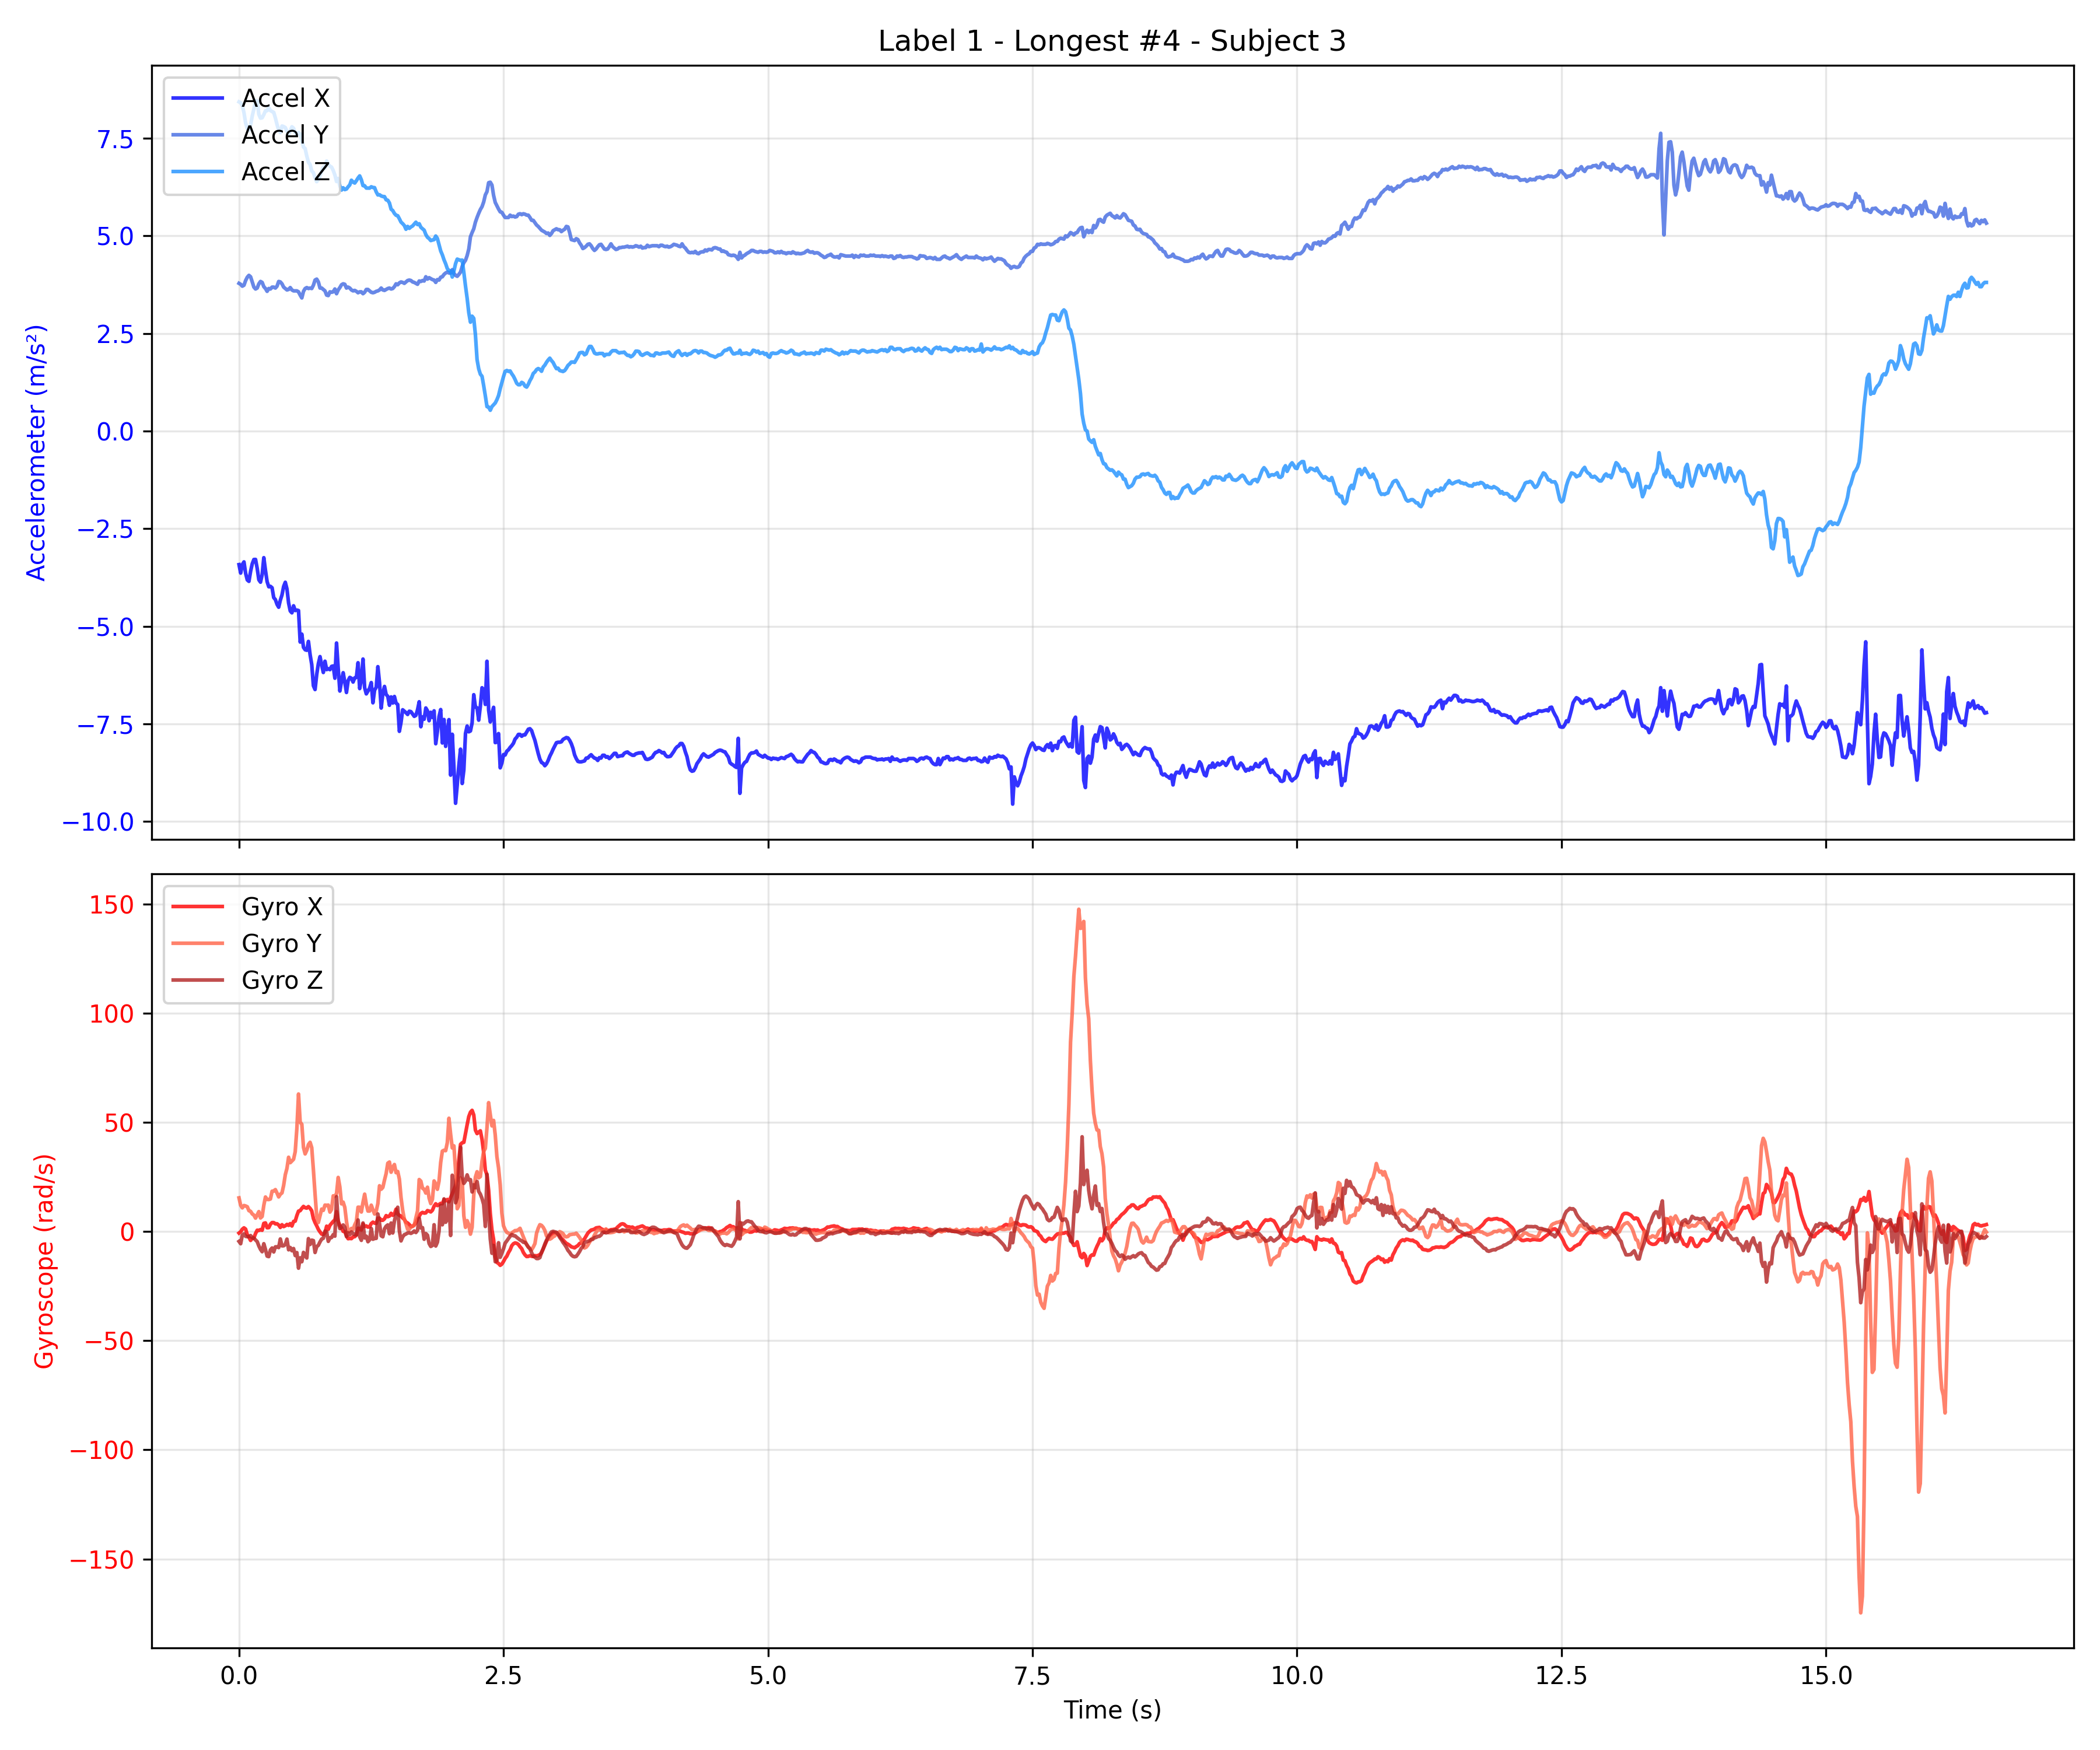 Label 1 - Longest #4 - Subject 3
Accel X
Accel Y
Accel Z
7.5
5.0
2.5
0.0
−2.5
−5.0
−7.5
−10.0
Accelerometer (m/s²)
Gyro X
Gyro Y
Gyro Z
150
100
50
0
−50
−100
−150
Gyroscope (rad/s)
0.0 2.5 5.0 7.5 10.0 12.5 15.0
Time (s)